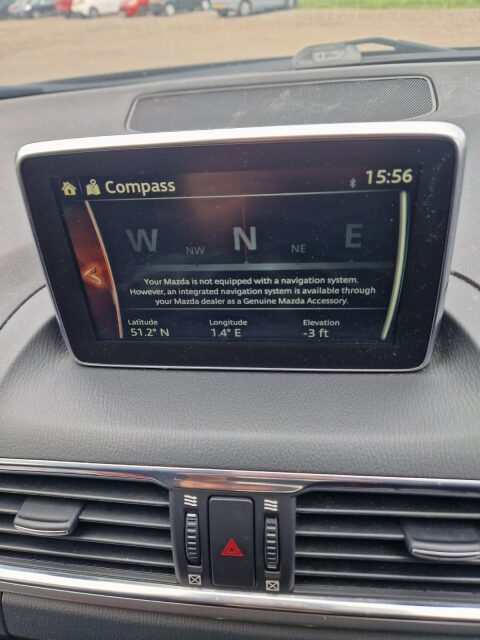 Compass
15:56
W NW N NE E
Your Mazda is not equipped with a navigation system.
However, an integrated navigation system is available through
your Mazda dealer as a Genuine Mazda Accessory.
Latitude Longitude Elevation
51.2° N 1.4° E -3 ft